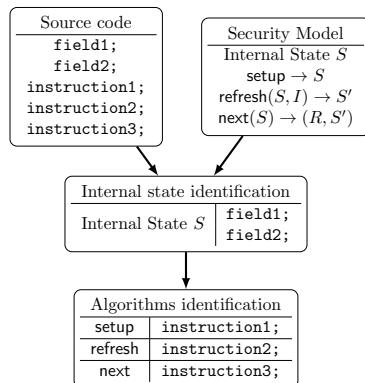 Source code
field1;
field2;
instruction1;
instruction2;
instruction3;
Security Model
Internal State S
setup → S
refresh(S, I) → S′
next(S) → (R, S′)
Internal state identification
Internal State S
field1;
field2;
Algorithms identification
setup instruction1;
refresh instruction2;
next instruction3;